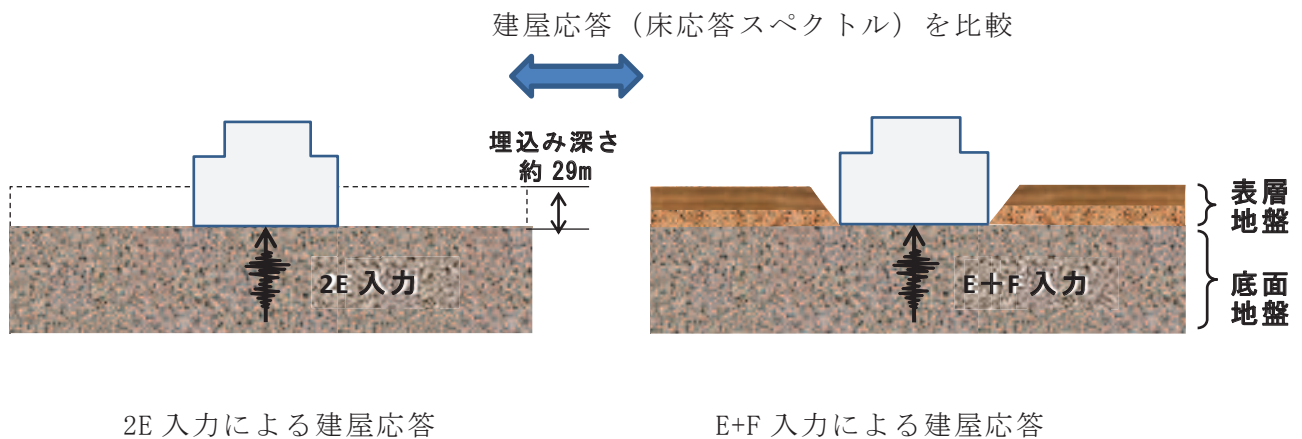 建屋応答（床応答スペクトル）を比較
埋込み深さ
約 29m
2E 入力
E＋F 入力
表層
地盤
底面
地盤
2E 入力による建屋応答
E+F 入力による建屋応答